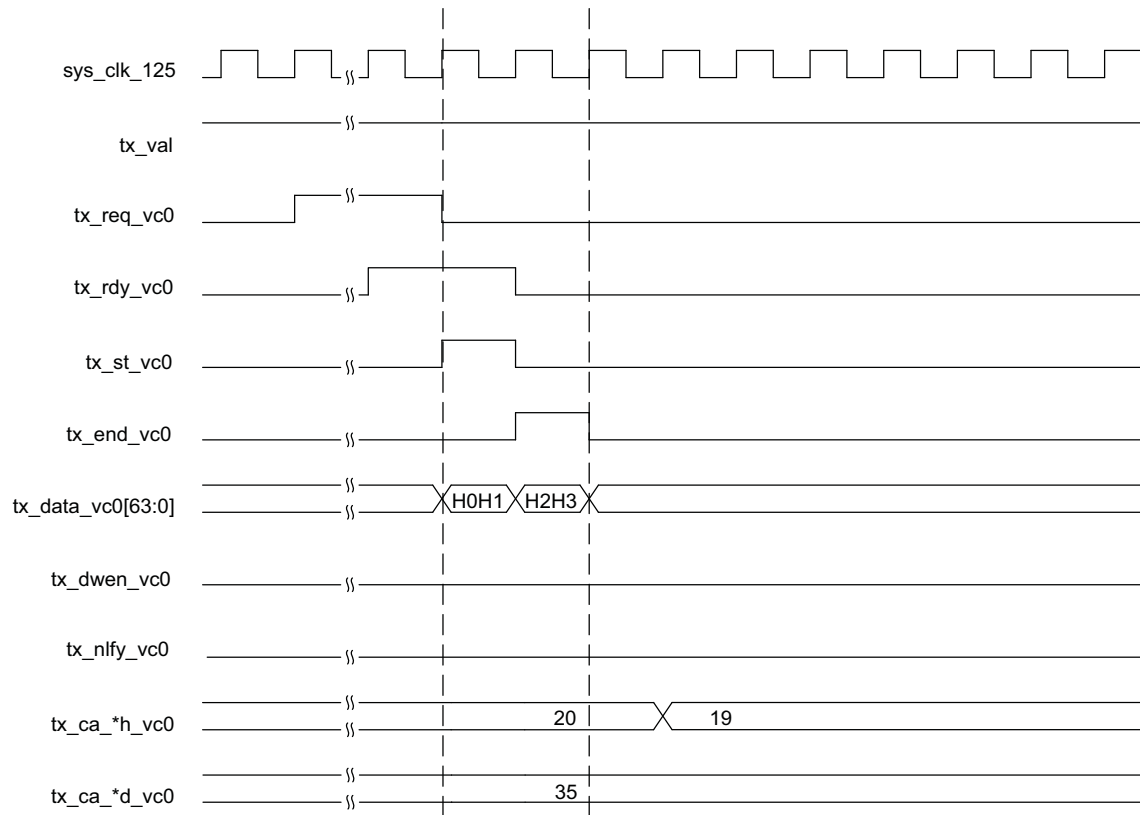 sys_clk_125
tx_val
tx_req_vc0
tx_rdy_vc0
tx_st_vc0
tx_end_vc0
tx_data_vc0[63:0] H0H1 H2H3
tx_dwen_vc0
tx_nlfy_vc0
tx_ca_*h_vc0 20 19
tx_ca_*d_vc0 35